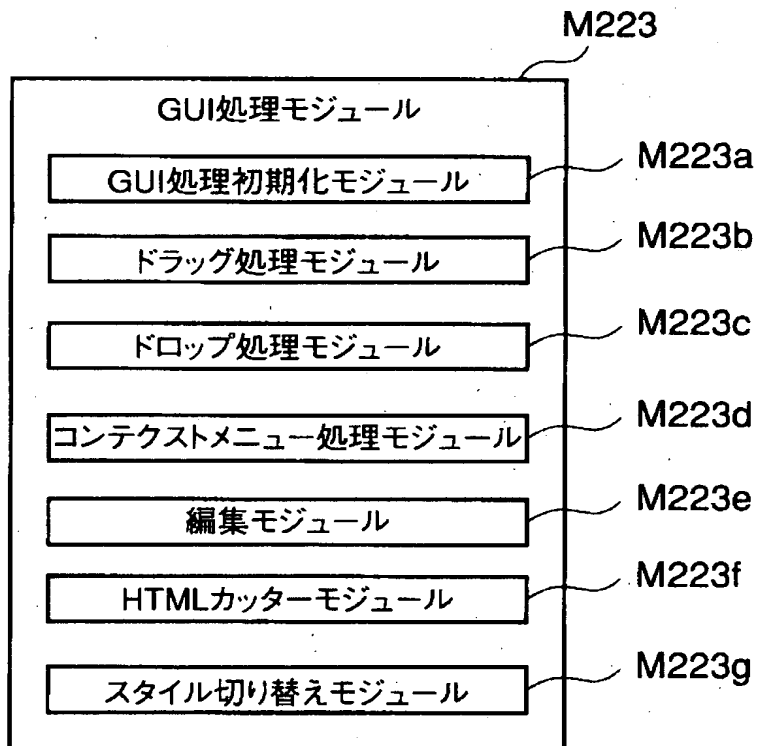 M223
GUI処理モジュール
GUI処理初期化モジュール
M223a
ドラッグ処理モジュール
M223b
ドロップ処理モジュール
M223c
コンテクストメニュー処理モジュール
M223d
編集モジュール
M223e
HTMLカッターモジュール
M223f
スタイル切り替えモジュール
M223g